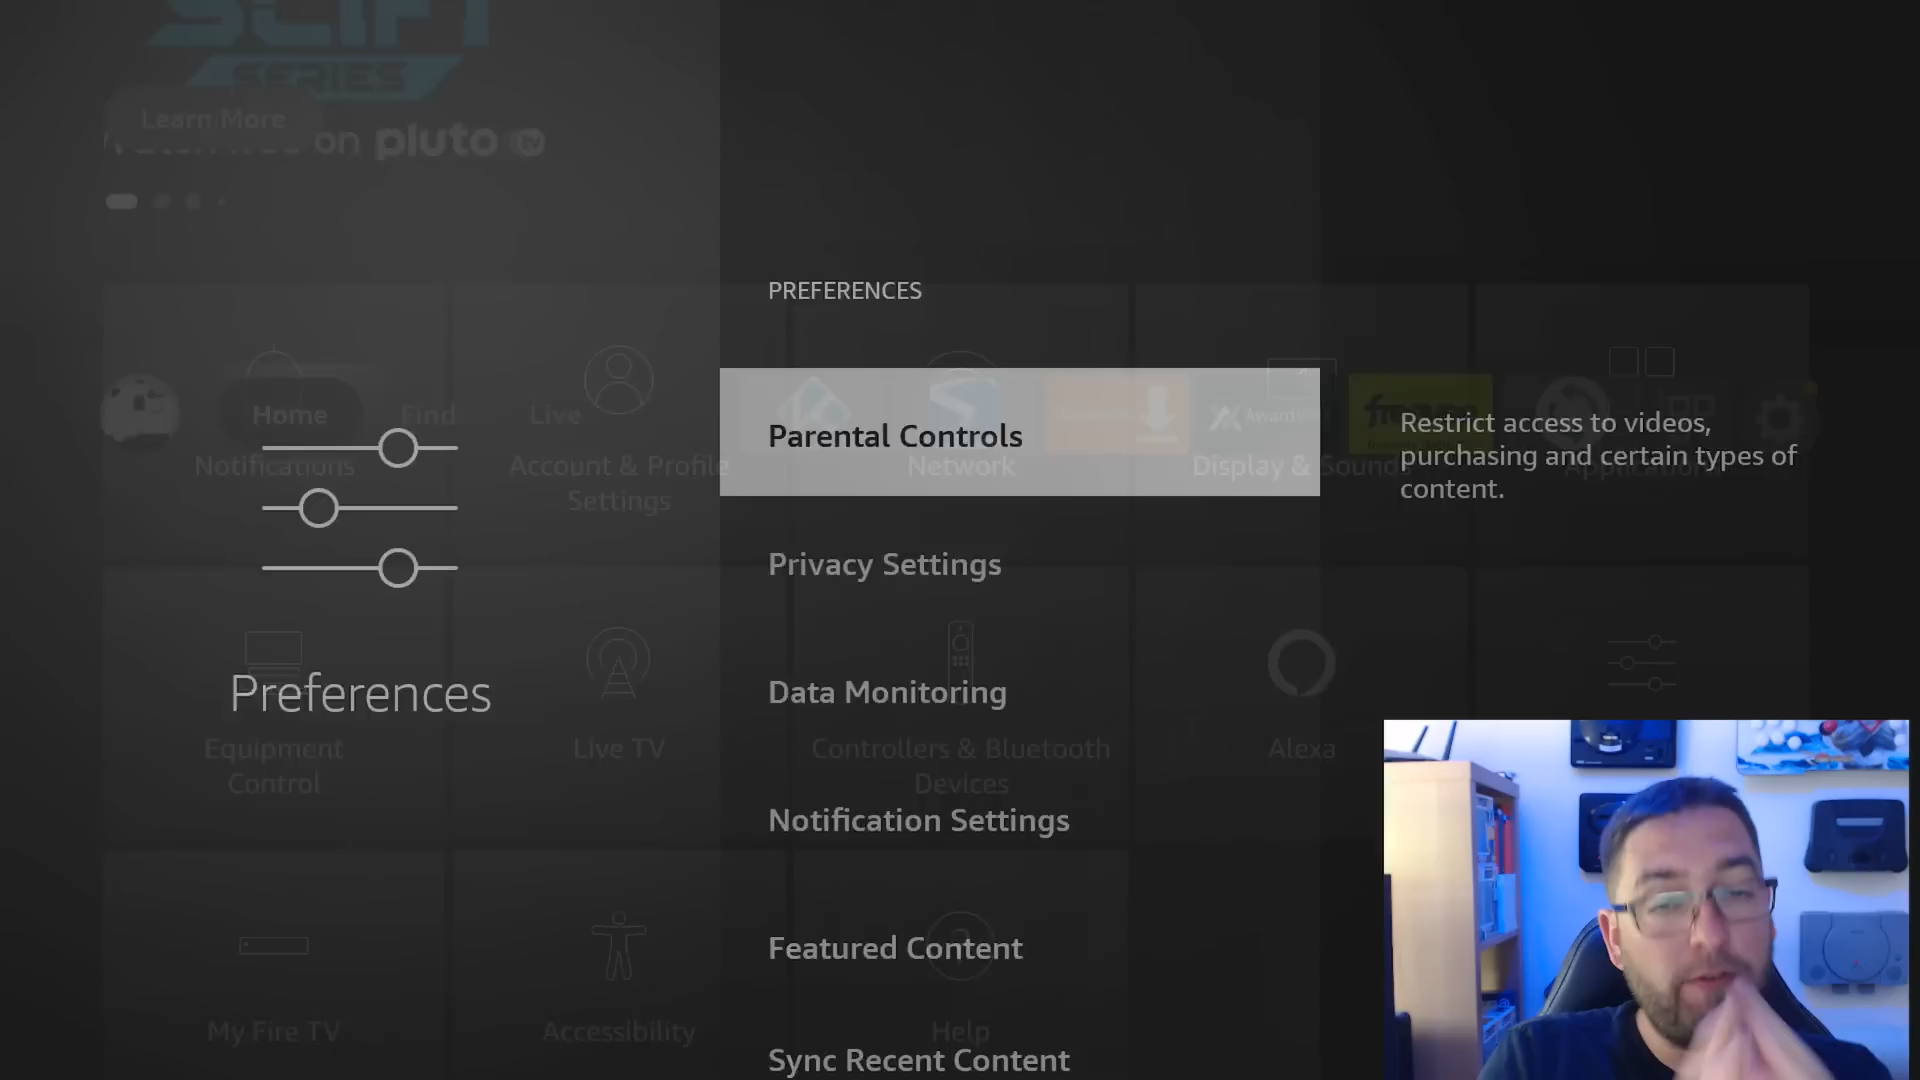 SERIES
Learn More
on pluto tv
PREFERENCES
Home
Find
Live
Parental Controls
Restrict access to videos,
purchasing and certain types of
content.
Notifications
Account & Profile
Settings
Network
Display & Sounds
Privacy Settings
Preferences
Data Monitoring
Equipment
Control
Live TV
Controllers & Bluetooth
Devices
Alexa
Notification Settings
Featured Content
My Fire TV
Accessibility
Help
Sync Recent Content